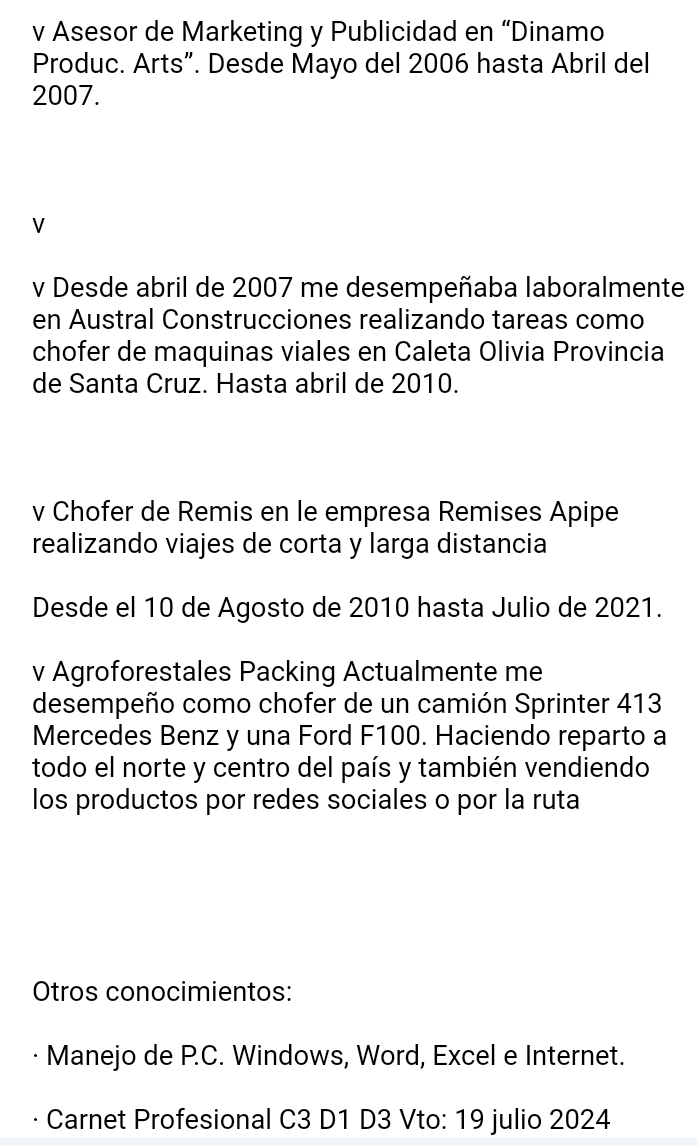 v Asesor de Marketing y Publicidad en “Dinamo
Produc. Arts”. Desde Mayo del 2006 hasta Abril del
2007.
v
v Desde abril de 2007 me desempeñaba laboralmente
en Austral Construcciones realizando tareas como
chofer de maquinas viales en Caleta Olivia Provincia
de Santa Cruz. Hasta abril de 2010.
v Chofer de Remis en le empresa Remises Apipe
realizando viajes de corta y larga distancia
Desde el 10 de Agosto de 2010 hasta Julio de 2021.
v Agroforestales Packing Actualmente me
desempeño como chofer de un camión Sprinter 413
Mercedes Benz y una Ford F100. Haciendo reparto a
todo el norte y centro del país y también vendiendo
los productos por redes sociales o por la ruta
Otros conocimientos:
· Manejo de P.C. Windows, Word, Excel e Internet.
· Carnet Profesional C3 D1 D3 Vto: 19 julio 2024